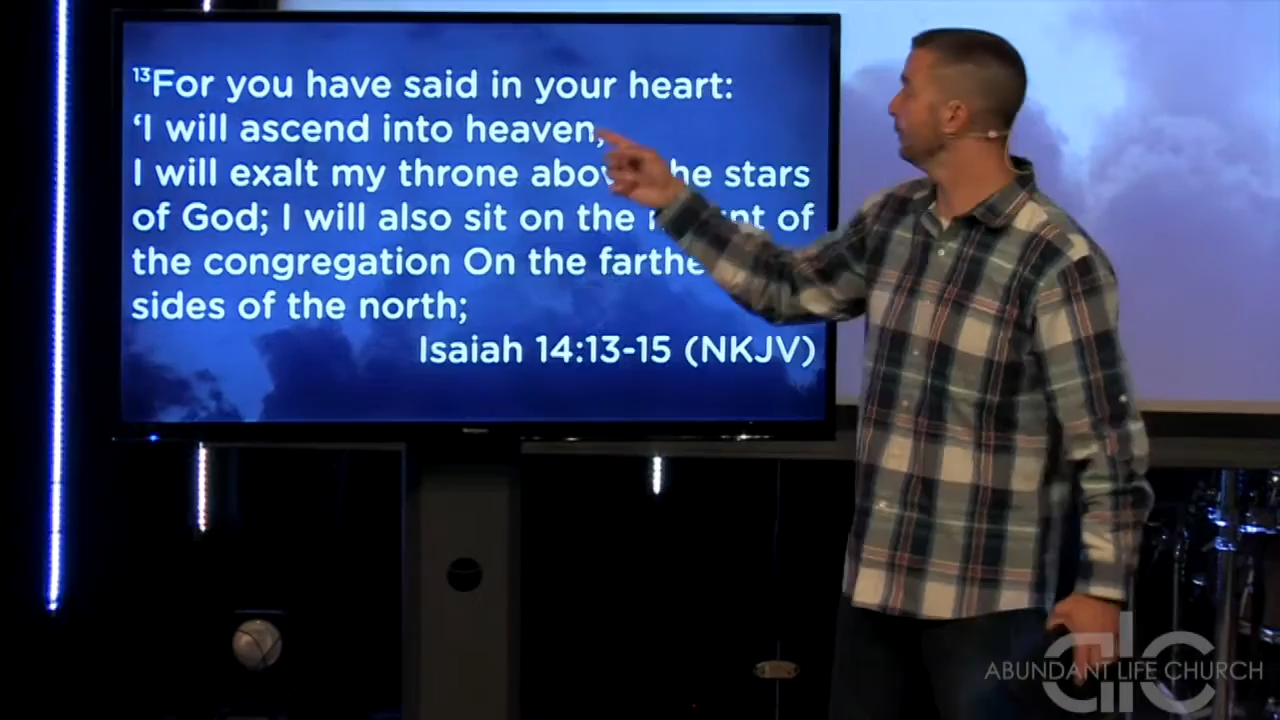 ¹³For you have said in your heart:
‘I will ascend into heaven,
I will exalt my throne he stars
of God; I will also sit on the of
the congregation On the
sides of the north;
Isaiah 14:13-15 (NKJV)
alc
ABUNDANT LIFE CHURCH